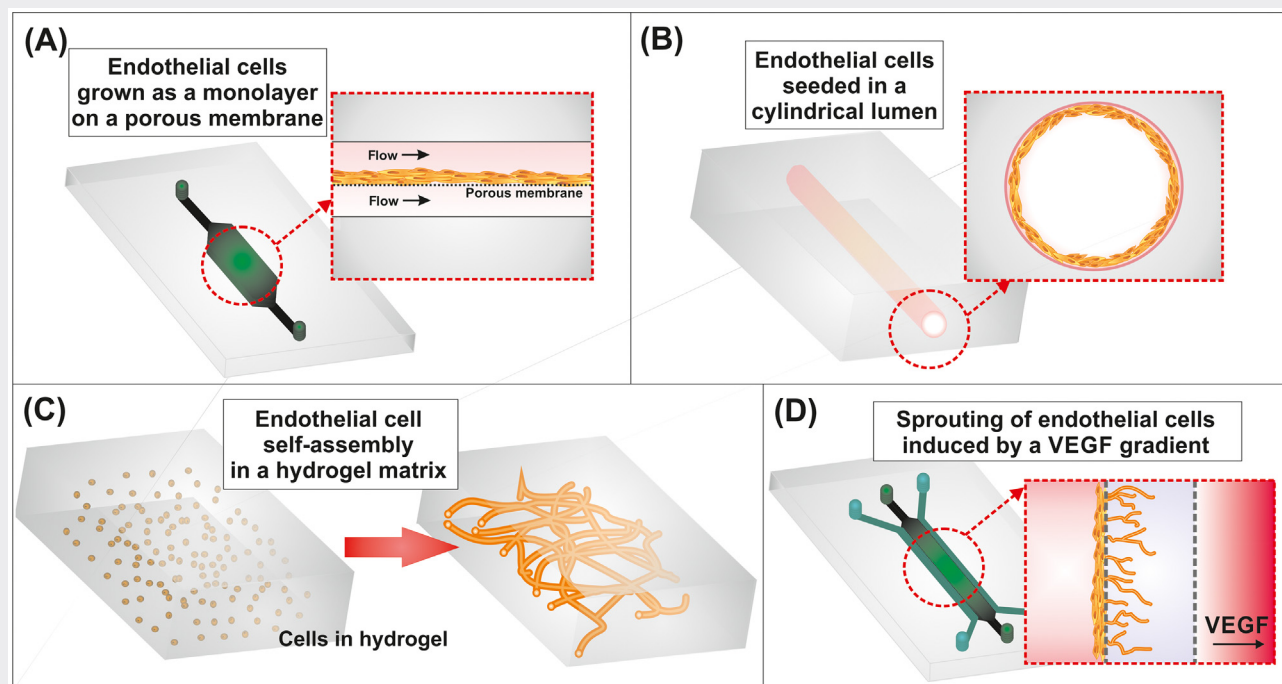 (A)
Endothelial cells
grown as a monolayer
on a porous membrane
Flow
Porous membrane
Flow
(B)
Endothelial cells
seeded in a
cylindrical lumen
(C)
Endothelial cell
self-assembly
in a hydrogel matrix
Cells in hydrogel
(D)
Sprouting of endothelial cells
induced by a VEGF gradient
VEGF